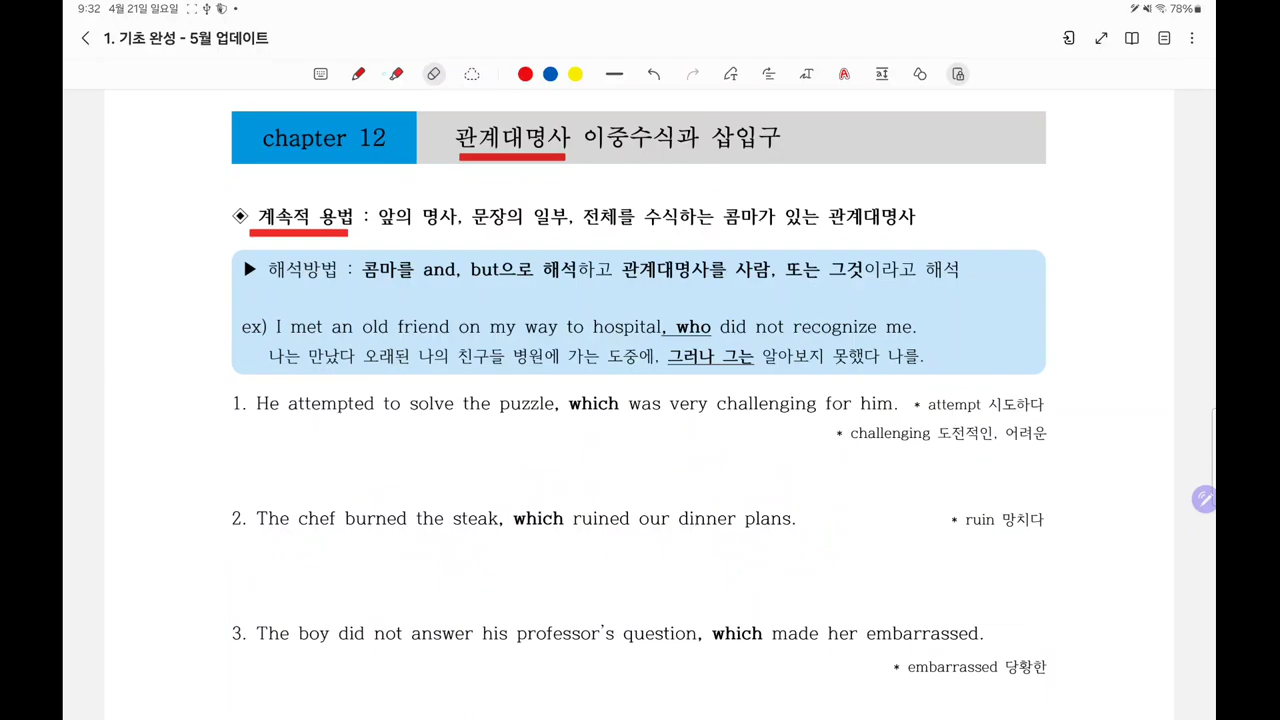 9:32 4월 21일 일요일
78%
1. 기초 완성 - 5월 업데이트
chapter 12 관계대명사 이중수식과 삽입구
◈ 계속적 용법 : 앞의 명사, 문장의 일부, 전체를 수식하는 콤마가 있는 관계대명사
▶ 해석방법 : 콤마를 and, but으로 해석하고 관계대명사를 사람, 또는 그것이라고 해석
ex) I met an old friend on my way to hospital, who did not recognize me.
나는 만났다 오래된 나의 친구들 병원에 가는 도중에, 그러나 그는 알아보지 못했다 나를.
1. He attempted to solve the puzzle, which was very challenging for him. * attempt 시도하다
* challenging 도전적인, 어려운
2. The chef burned the steak, which ruined our dinner plans. * ruin 망치다
3. The boy did not answer his professor's question, which made her embarrassed.
* embarrassed 당황한